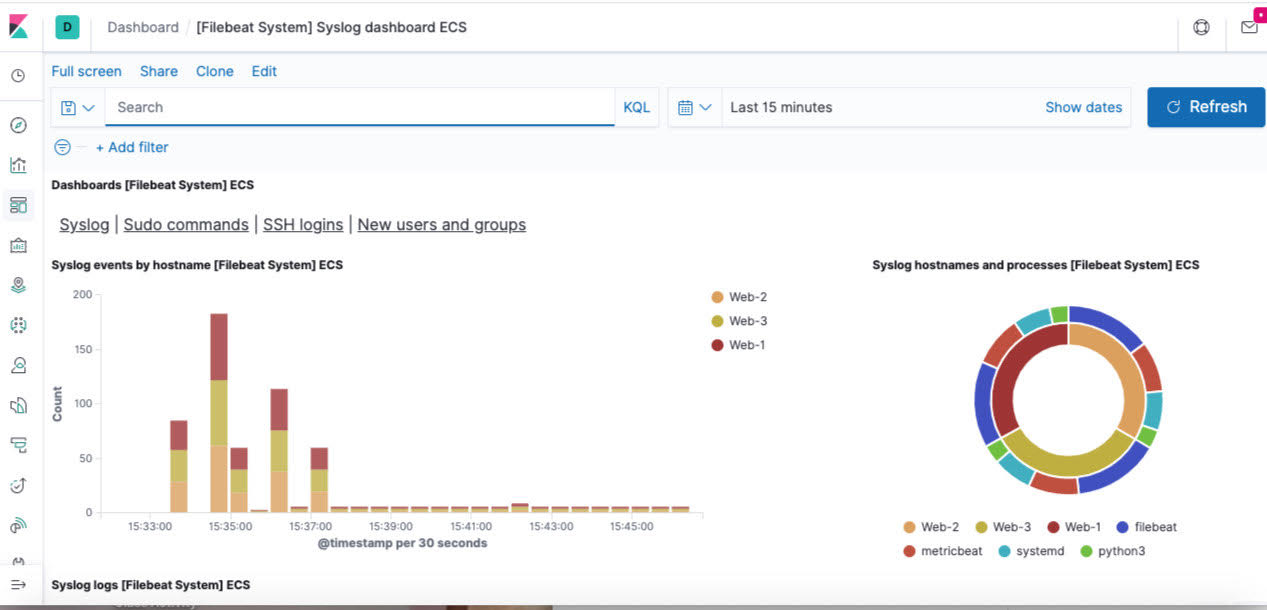 D Dashboard / [Filebeat System] Syslog dashboard ECS
Full screen Share Clone Edit
Search KQL Last 15 minutes Show dates Refresh
+ Add filter
Dashboards [Filebeat System] ECS
Syslog | Sudo commands | SSH logins | New users and groups
Syslog events by hostname [Filebeat System] ECS
200
150
100
50
0
Count
15:33:00 15:35:00 15:37:00 15:39:00 15:41:00 15:43:00 15:45:00
@timestamp per 30 seconds
Web-2
Web-3
Web-1
Syslog hostnames and processes [Filebeat System] ECS
Web-2 Web-3 Web-1 filebeat
metricbeat systemd python3
Syslog logs [Filebeat System] ECS